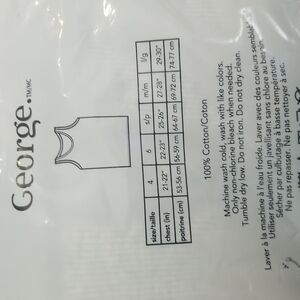 George.TM/MC
size/taille 4 6 s/p m/m l/g
chest (in) 21-22" 22-23" 25-26" 27-28" 29-30"
poitrine (cm) 53-56 cm 56-59 cm 64-67 cm 69-72 cm 74-77 cm
100% Cotton/Coton
Machine wash cold, wash with like colors.
Only non-chlorine bleach when needed.
Tumble dry low. Do not iron. Do not dry clean.
Laver à la machine à l'eau froide. Laver avec des couleurs semblables.
Utiliser seulement un javellisant sans chlore au besoin.
Sécher par culbutage à basse température.
Ne pas repasser. Ne pas nettoyer à sec.